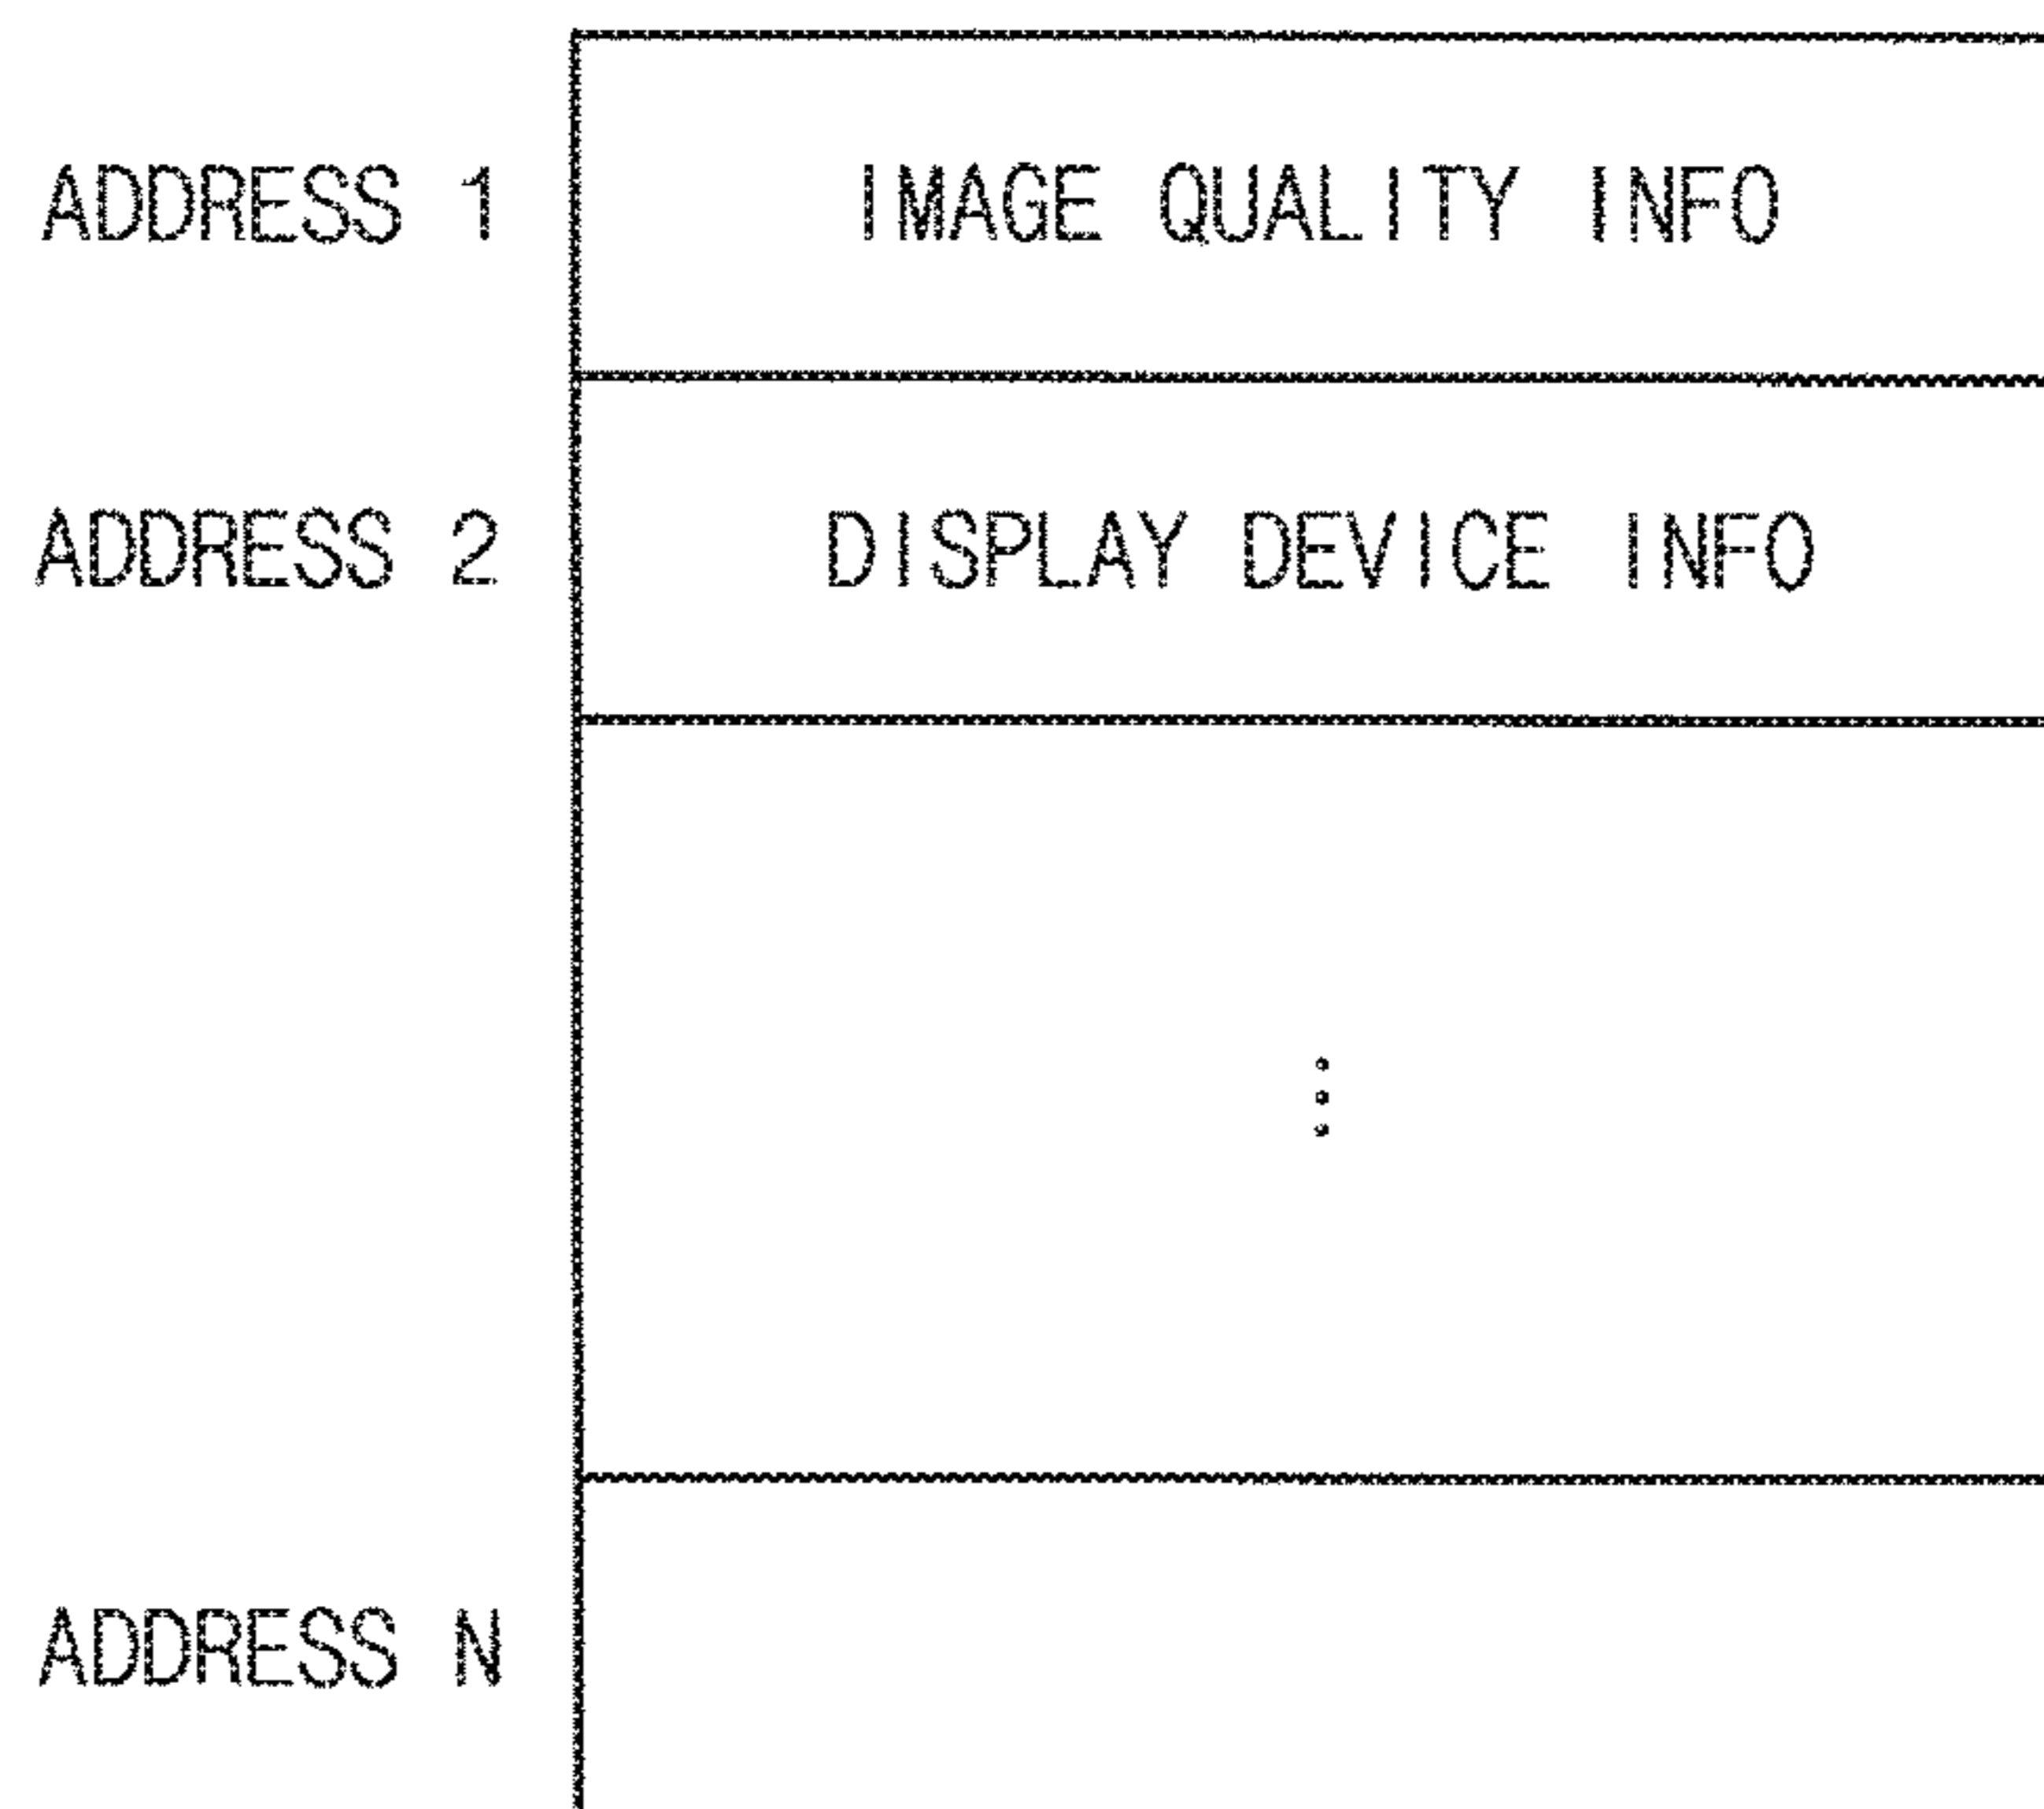 ADDRESS 1 IMAGE QUALITY INFO
ADDRESS 2 DISPLAY DEVICE INFO
⋮
ADDRESS N